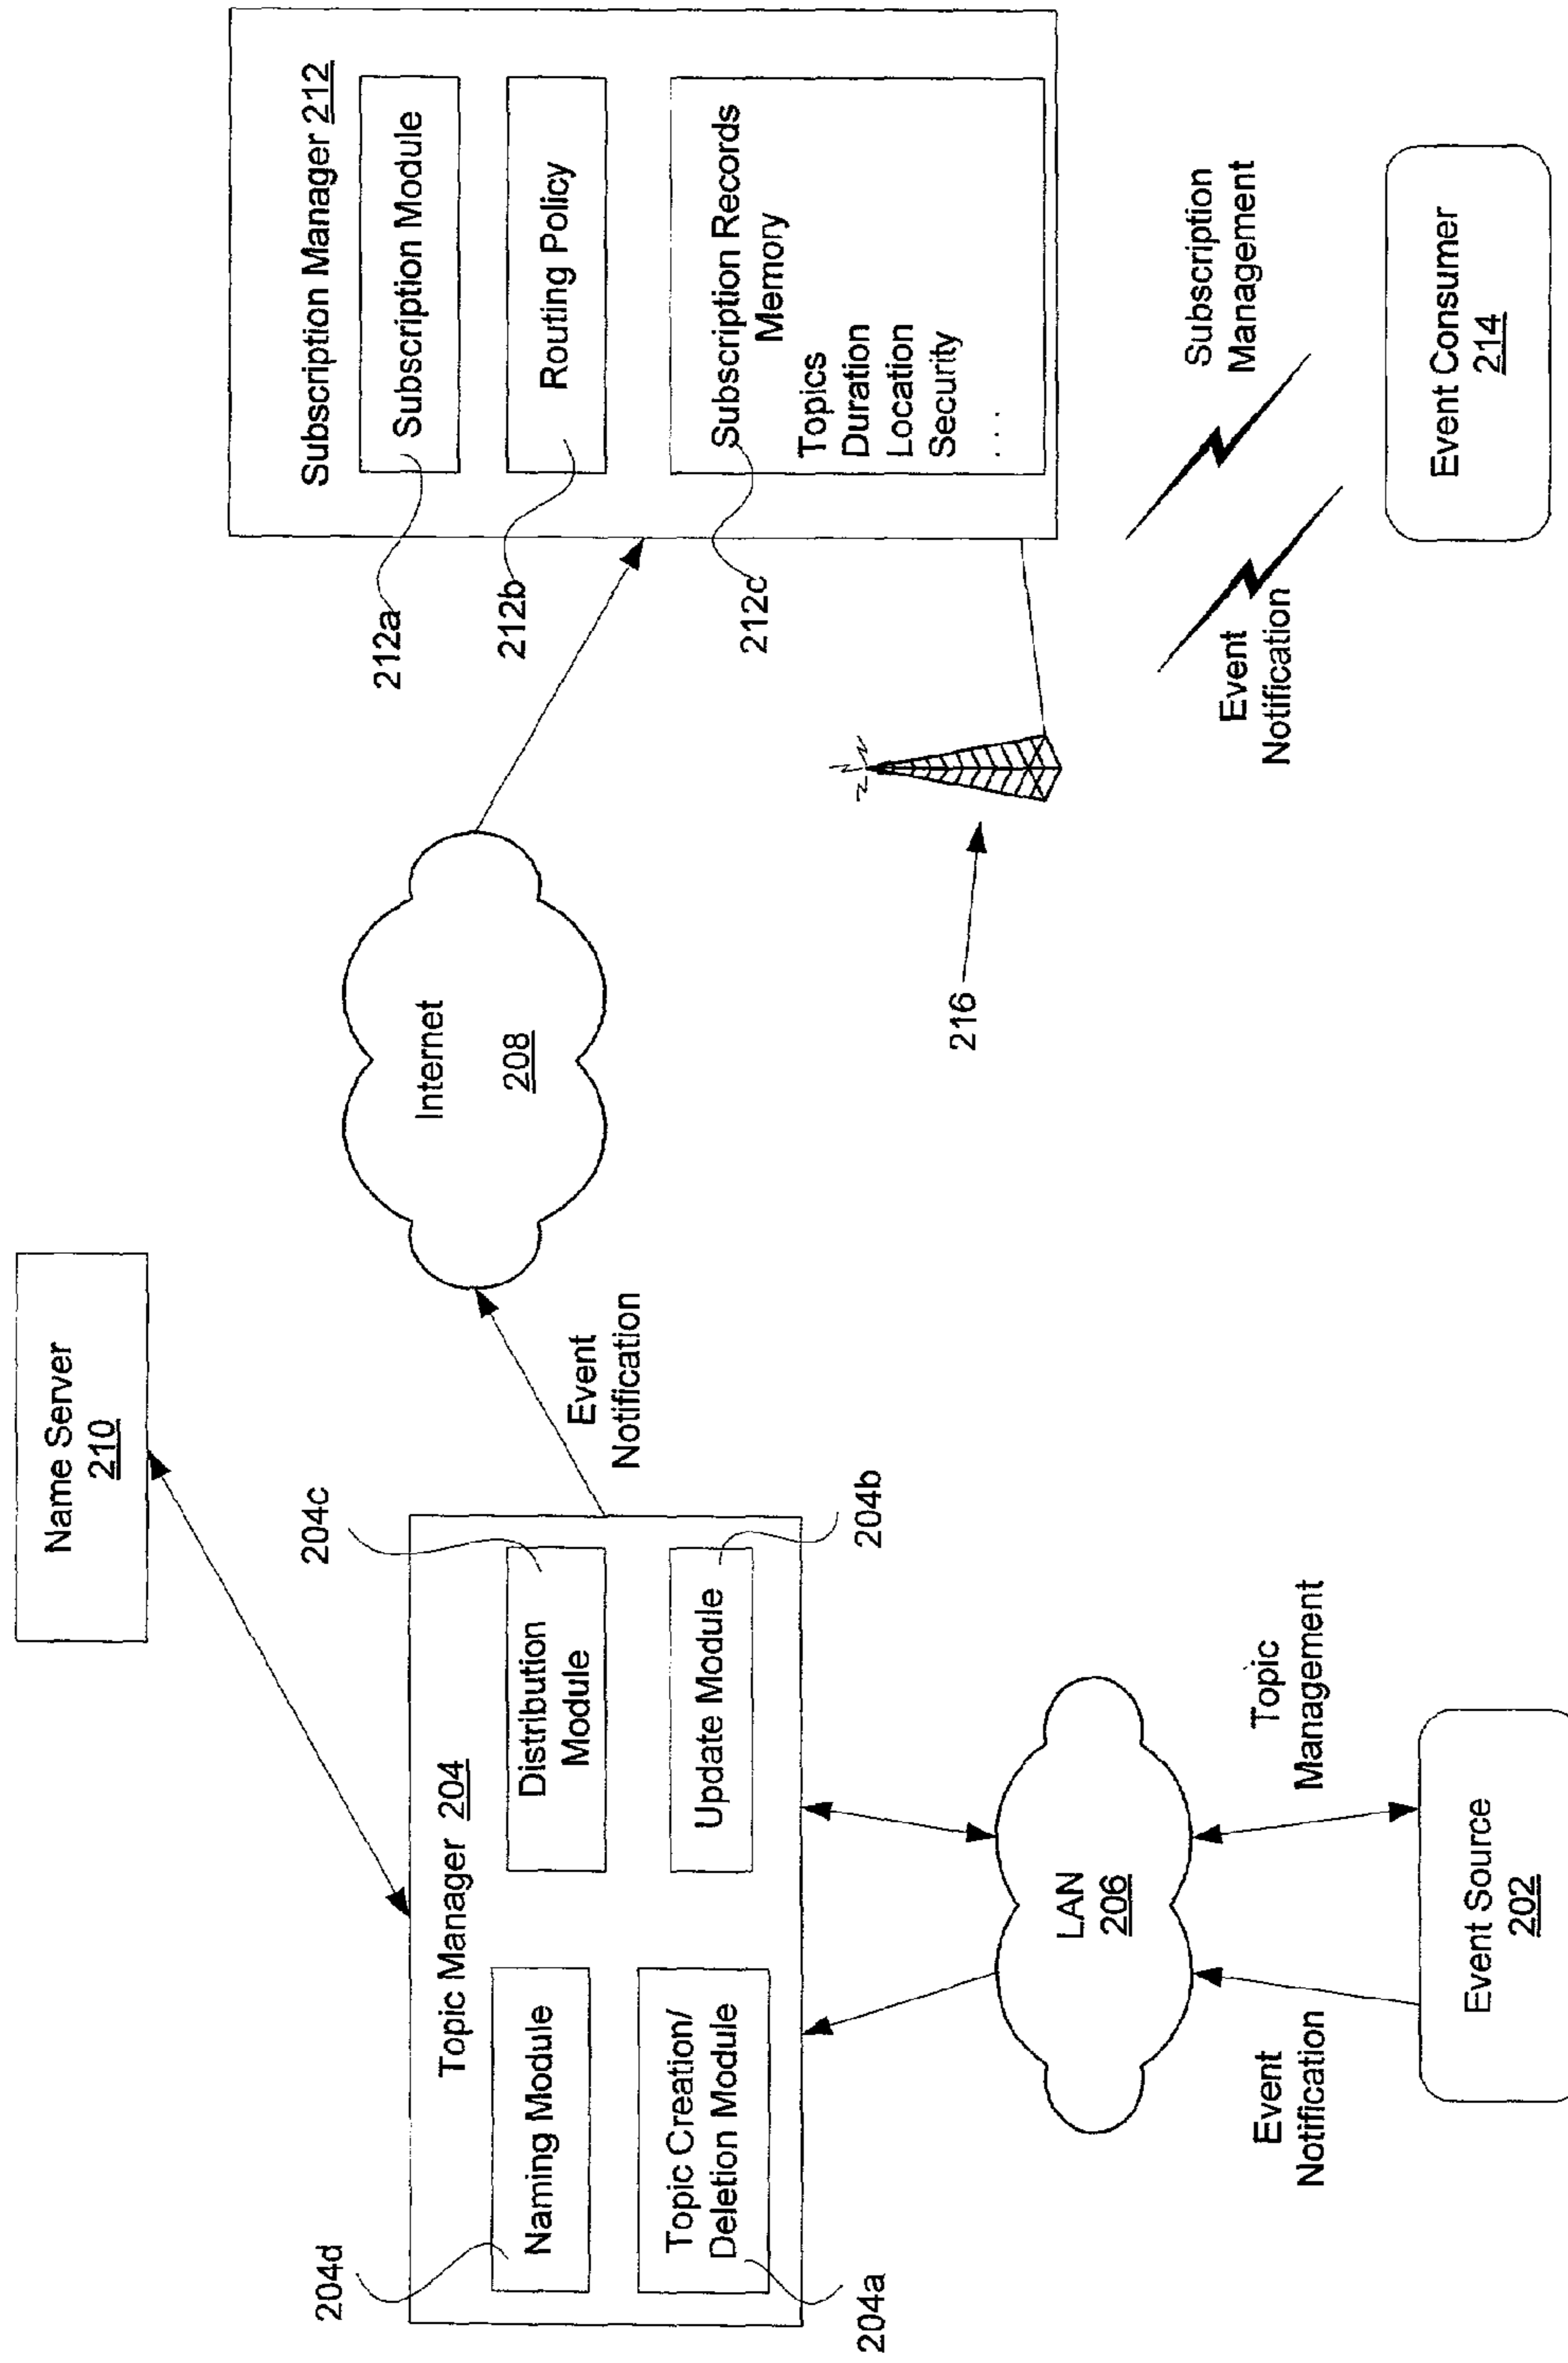 Name Server
210
Topic Manager 204
204d
Naming Module
204c
Distribution
Module
204a
Topic Creation/
Deletion Module
204b
Update Module
Event
Notification
Internet
208
Subscription Manager 212
212a
Subscription Module
212b
Routing Policy
212c
Subscription Records
Memory
Topics
Duration
Location
Security
. . .
216
LAN
206
Event
Notification
Topic
Management
Event Source
202
Event
Notification
Subscription
Management
Event Consumer
214